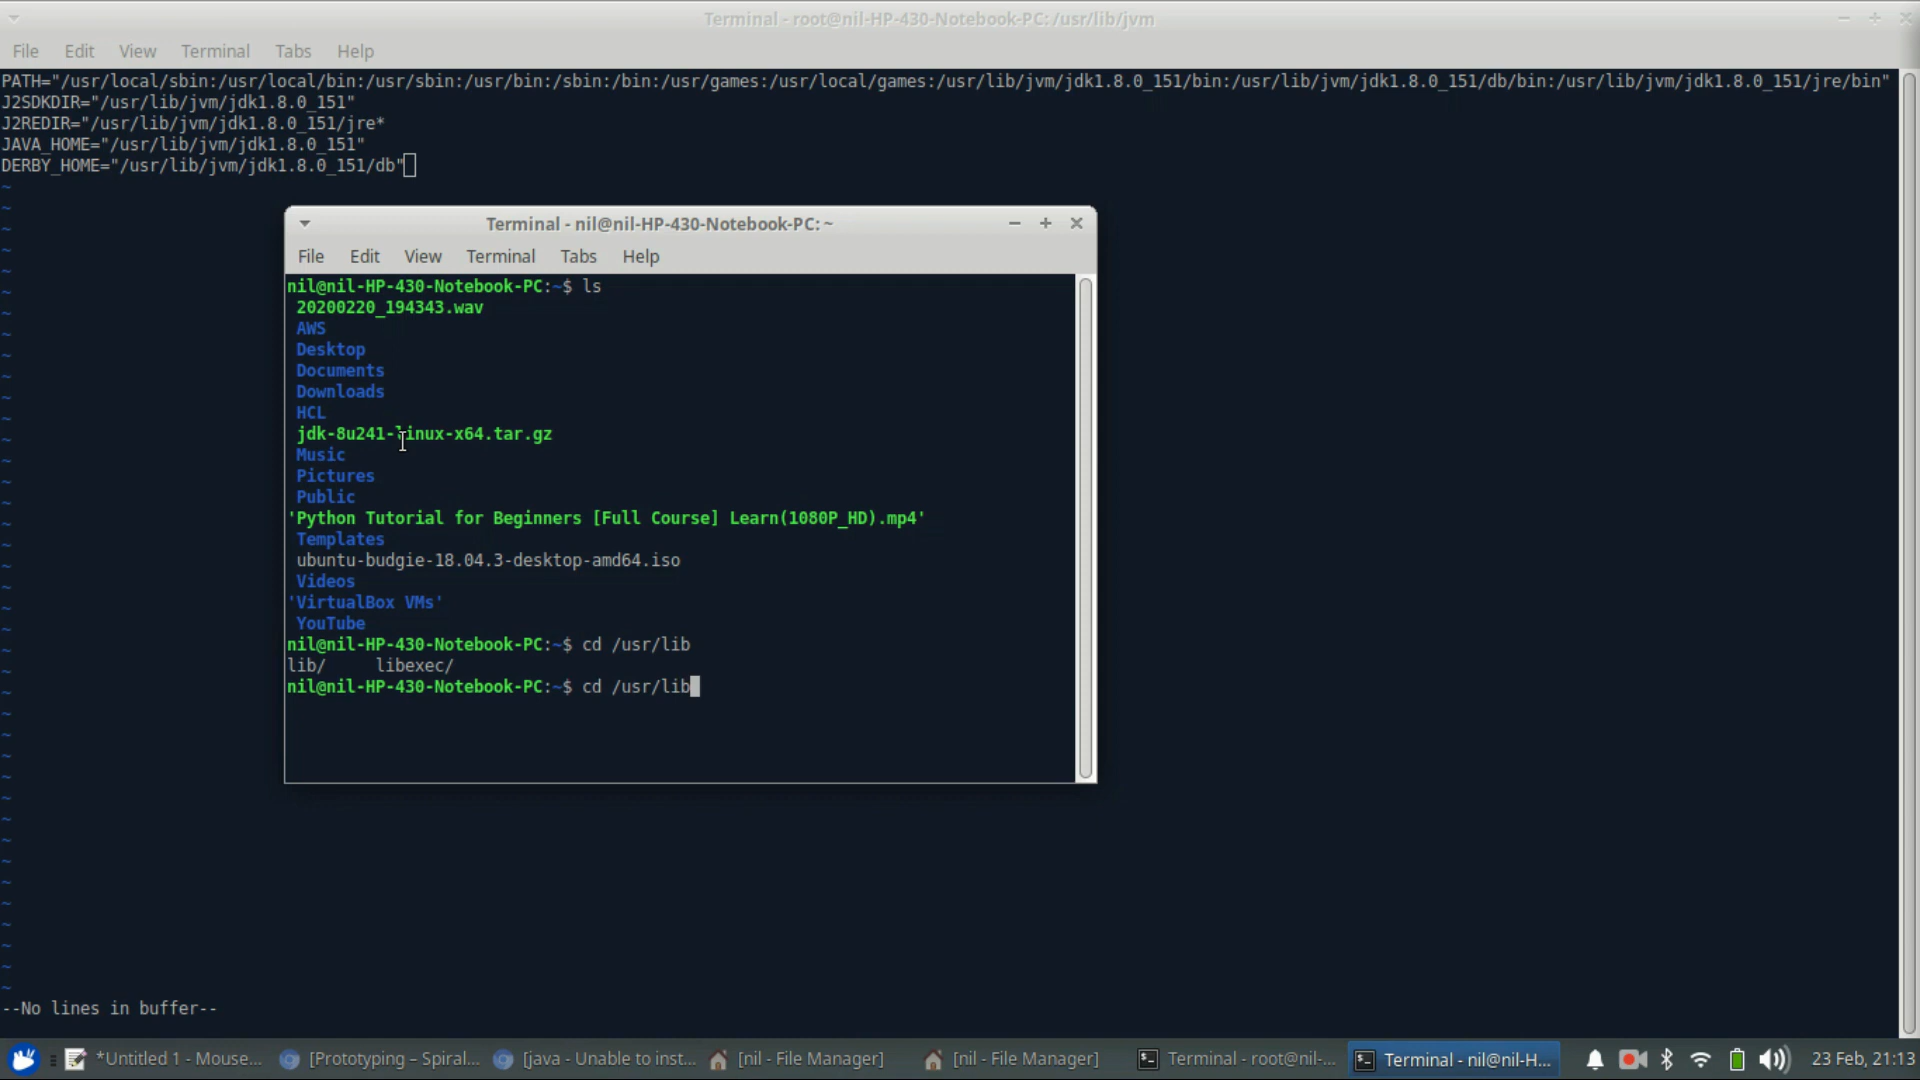 Terminal - root@nil-HP-430-Notebook-PC: /usr/lib/jvm
File Edit View Terminal Tabs Help
PATH="/usr/local/sbin:/usr/local/bin:/usr/sbin:/usr/bin:/sbin:/bin:/usr/games:/usr/local/games:/usr/lib/jvm/jdk1.8.0_151/bin:/usr/lib/jvm/jdk1.8.0_151/db/bin:/usr/lib/jvm/jdk1.8.0_151/jre/bin"
J2SDKDIR="/usr/lib/jvm/jdk1.8.0_151"
J2REDIR="/usr/lib/jvm/jdk1.8.0_151/jre*
JAVA_HOME="/usr/lib/jvm/jdk1.8.0_151"
DERBY_HOME="/usr/lib/jvm/jdk1.8.0_151/db"
Terminal - nil@nil-HP-430-Notebook-PC: ~
File Edit View Terminal Tabs Help
nil@nil-HP-430-Notebook-PC:~$ ls
20200220_194343.wav
AWS
Desktop
Documents
Downloads
HCL
jdk-8u241-linux-x64.tar.gz
Music
Pictures
Public
'Python Tutorial for Beginners [Full Course] Learn(1080P_HD).mp4'
Templates
ubuntu-budgie-18.04.3-desktop-amd64.iso
Videos
'VirtualBox VMs'
YouTube
nil@nil-HP-430-Notebook-PC:~$ cd /usr/lib
lib/ libexec/
nil@nil-HP-430-Notebook-PC:~$ cd /usr/lib
--No lines in buffer--
*Untitled 1 - Mouse... [Prototyping – Spiral... [java - Unable to inst... [nil - File Manager] [nil - File Manager] Terminal - root@nil-... Terminal - nil@nil-H... 23 Feb, 21:13